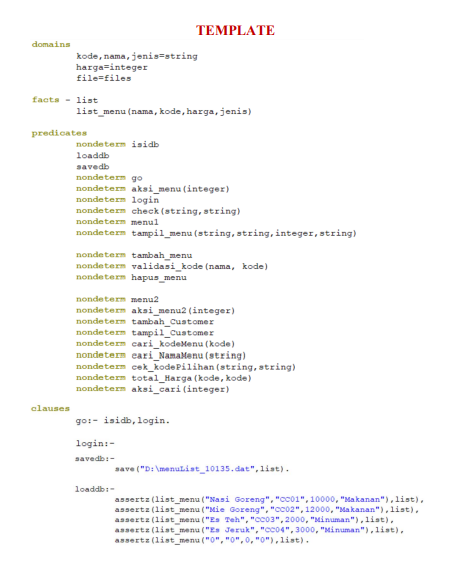 TEMPLATE
domains
kode,nama,jenis=string
harga=integer
file=files
facts - list
list_menu(nama,kode,harga,jenis)
predicates
nondeterm isidb
loaddb
savedb
nondeterm go
nondeterm aksi_menu(integer)
nondeterm login
nondeterm check(string,string)
nondeterm menu1
nondeterm tampil_menu(string,string,integer,string)
nondeterm tambah_menu
nondeterm validasi_kode(nama, kode)
nondeterm hapus_menu
nondeterm menu2
nondeterm aksi_menu2(integer)
nondeterm tambah_Customer
nondeterm tampil_Customer
nondeterm cari_kodeMenu(kode)
nondeterm cari_NamaMenu(string)
nondeterm cek_kodePilihan(string,string)
nondeterm total_Harga(kode,kode)
nondeterm aksi_cari(integer)
clauses
go:- isidb,login.
login:-
savedb:-
save("D:\menuList_10135.dat",list).
loaddb:-
assertz(list_menu("Nasi Goreng","CC01",10000,"Makanan"),list),
assertz(list_menu("Mie Goreng","CC02",12000,"Makanan"),list),
assertz(list_menu("Es Teh","CC03",2000,"Minuman"),list),
assertz(list_menu("Es Jeruk","CC04",3000,"Minuman"),list),
assertz(list_menu("0","0",0,"0"),list).